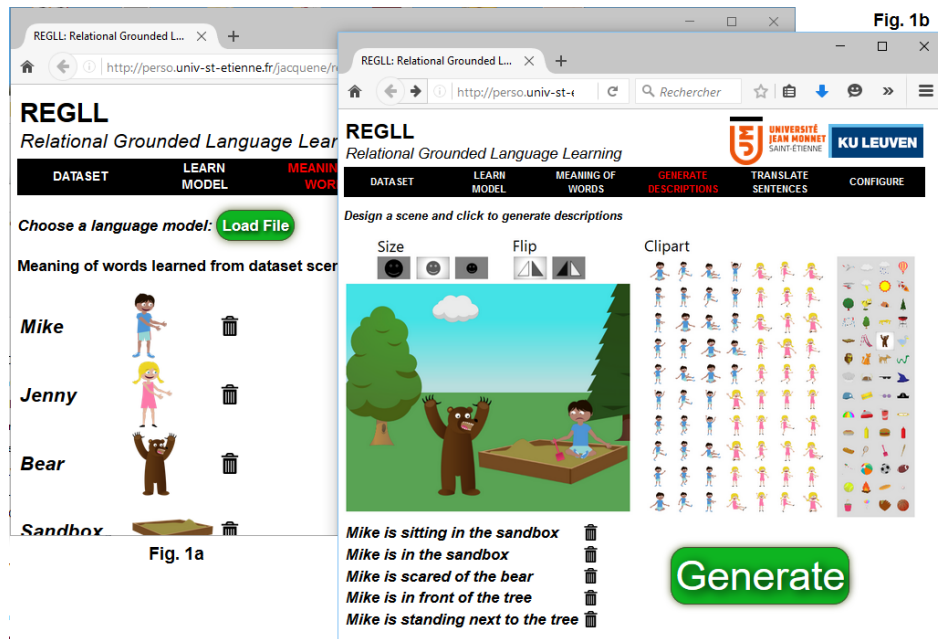 Fig. 1b
REGLL: Relational Grounded L...
http://perso.univ-st-etienne.fr/jacquene/re
REGLL
Relational Grounded Language Lear
DATASET
LEARN
MODEL
MEANIN
WOR
Choose a language model: Load File
Meaning of words learned from dataset scer
Mike
Jenny
Bear
Sandbox
Fig. 1a
REGLL: Relational Grounded L...
http://perso.univ-st-e
Rechercher
REGLL
Relational Grounded Language Learning
UNIVERSITÉ
JEAN MONNET
SAINT-ÉTIENNE
KU LEUVEN
DATASET
LEARN
MODEL
MEANING OF
WORDS
GENERATE
DESCRIPTIONS
TRANSLATE
SENTENCES
CONFIGURE
Design a scene and click to generate descriptions
Size
Flip
Clipart
Mike is sitting in the sandbox
Mike is in the sandbox
Mike is scared of the bear
Mike is in front of the tree
Mike is standing next to the tree
Generate